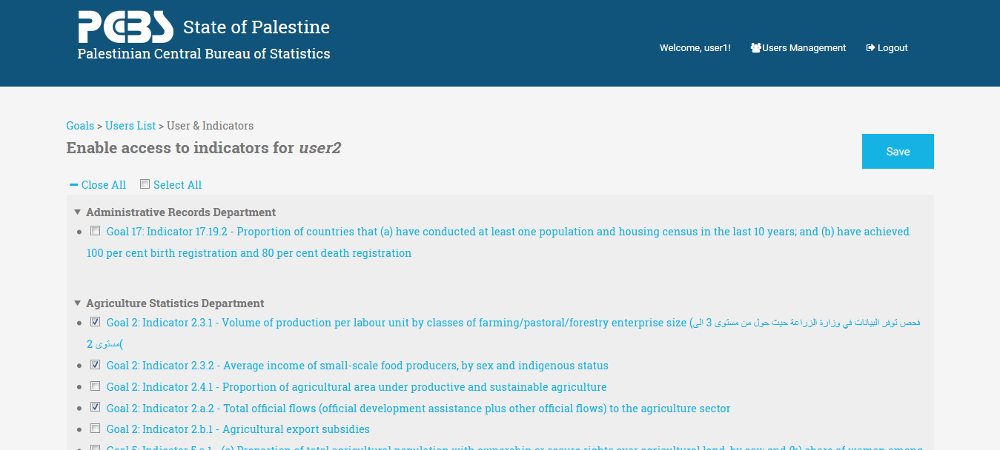 PCBS State of Palestine
Palestinian Central Bureau of Statistics
Welcome, user1! Users Management Logout
Goals > Users List > User & Indicators
Enable access to indicators for user2
Save
Close All Select All
Administrative Records Department
Goal 17: Indicator 17.19.2 - Proportion of countries that (a) have conducted at least one population and housing census in the last 10 years; and (b) have achieved
100 per cent birth registration and 80 per cent death registration
Agriculture Statistics Department
Goal 2: Indicator 2.3.1 - Volume of production per labour unit by classes of farming/pastoral/forestry enterprise size (فحص توفر البيانات في وزارة الزراعة حيث حول من مستوى 3 الى
مستوى 2)
Goal 2: Indicator 2.3.2 - Average income of small-scale food producers, by sex and indigenous status
Goal 2: Indicator 2.4.1 - Proportion of agricultural area under productive and sustainable agriculture
Goal 2: Indicator 2.a.2 - Total official flows (official development assistance plus other official flows) to the agriculture sector
Goal 2: Indicator 2.b.1 - Agricultural export subsidies
Goal 5: Indicator 5.a.1 - (a) Proportion of total agricultural population with ownership or secure rights over agricultural land, by sex; and (b) share of women among